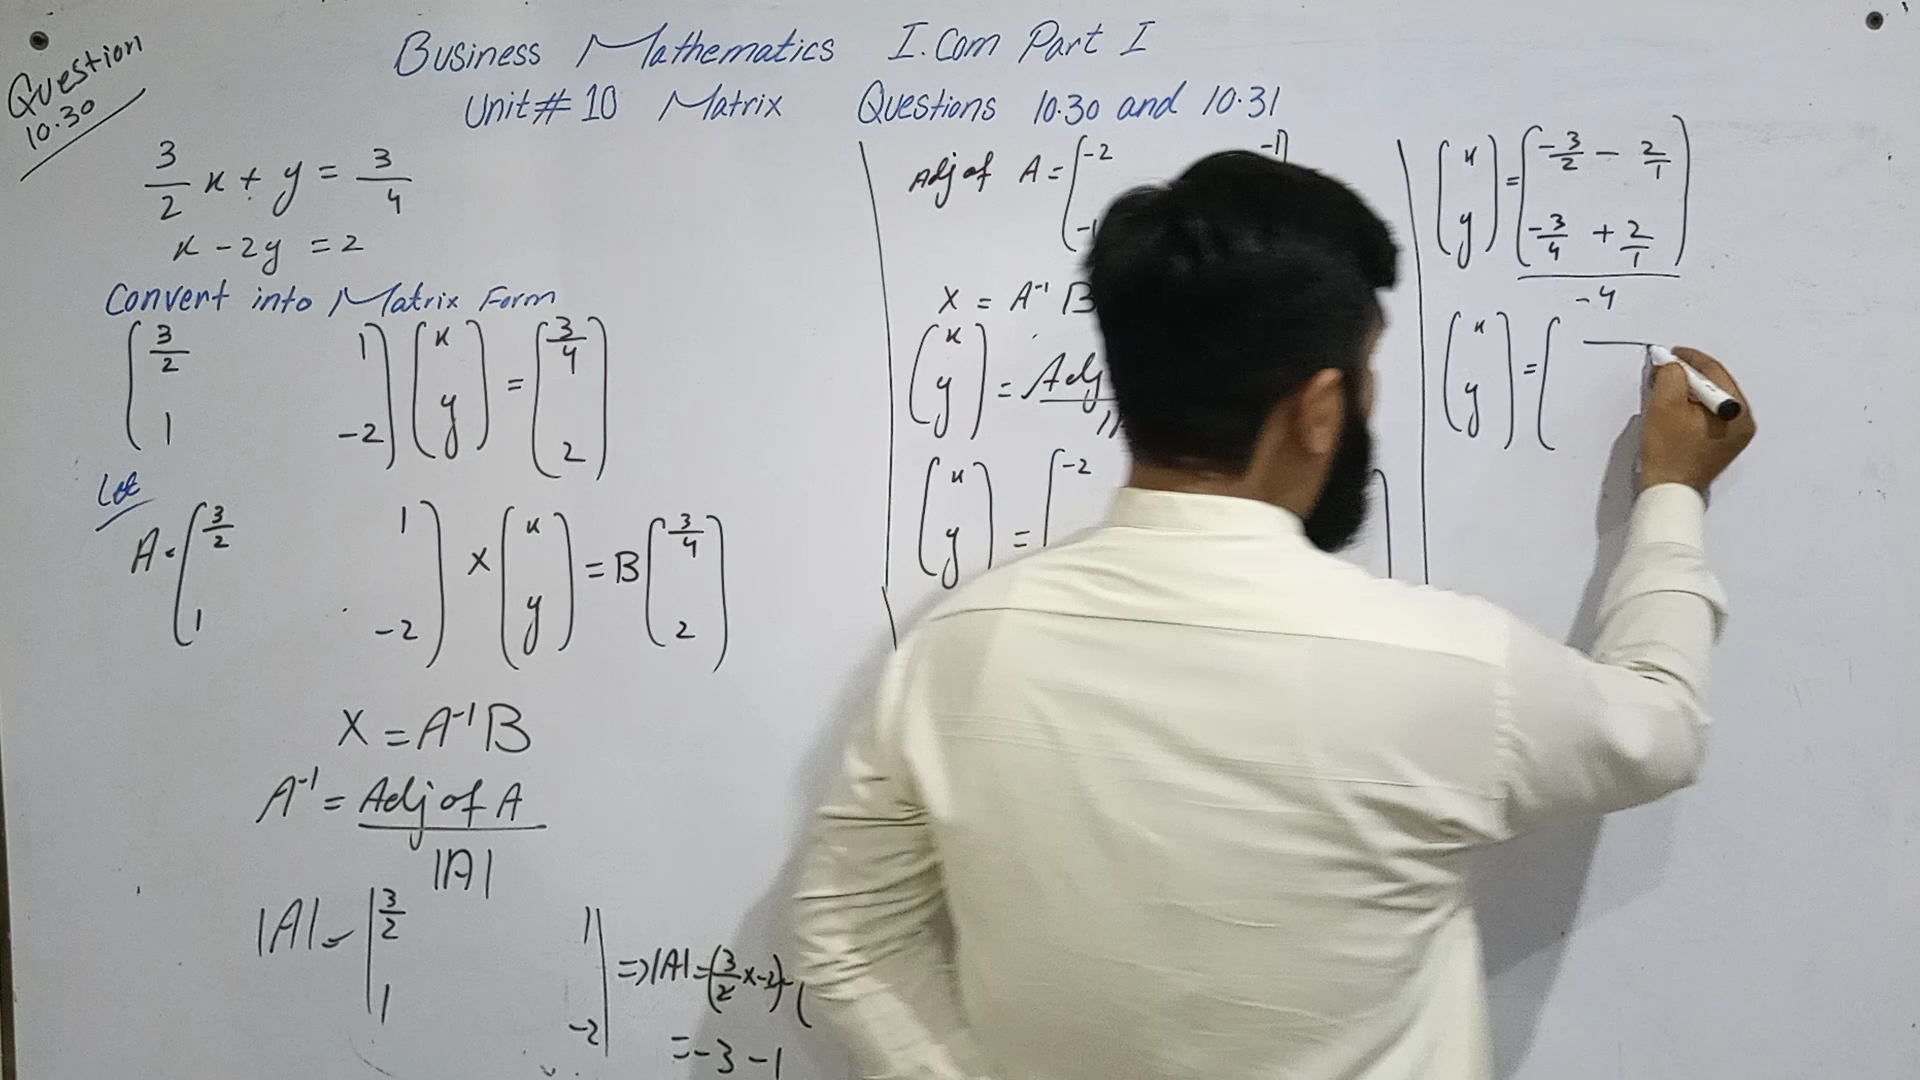 Question
10.30
Business Mathematics I.Com Part I
Unit # 10 Matrix Questions 10.30 and 10.31
3/2 x + y = 3/4
x - 2y = 2
Convert into Matrix Form
[3/2 1] [x] = [3/4]
[1 -2] [y] [2]
Let
A = [3/2 1] X [x] = B [3/4]
[1 -2] [y] [2]
X = A⁻¹ B
A⁻¹ = Adj of A
|A|
|A| = |3/2 1| => |A| = (3/2 x -2) - (
|1 -2|
= -3 - 1
Adj of A = [-2 -1]
[-1
X = A⁻¹ B
[x] = Adj
[y]
[x] = [-2
[y]
[x] = [-3/2 - 2/1]
[y] [-3/4 + 2/1]
-4
[x] = [
[y]